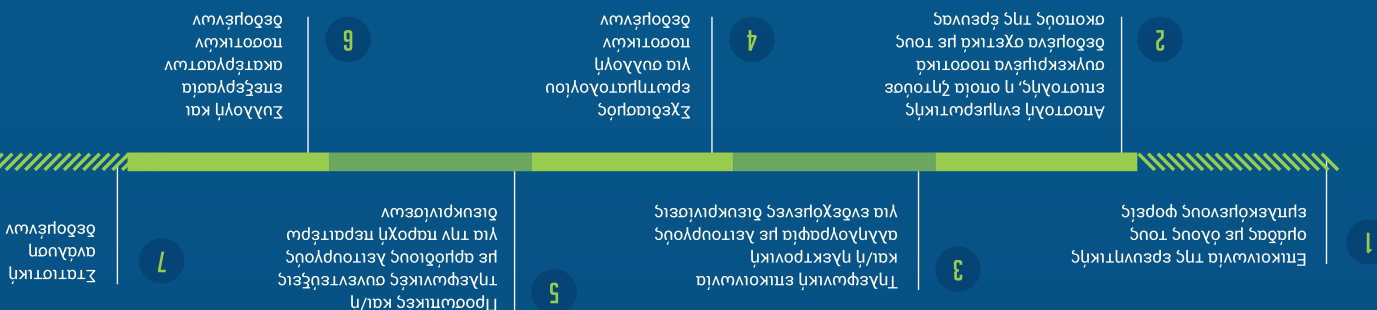 1
Επικοινωνία της ερευνητικής
ομάδας με όλους τους
εμπλεκόμενους φορείς
2
Αποστολή ενημερωτικής
επιστολής, η οποία ζητούσε
συγκεκριμένα ποσοτικά
δεδομένα σχετικά με τους
σκοπούς της έρευνας
3
Τηλεφωνική επικοινωνία
και/ή ηλεκτρονική
αλληλογραφία με λειτουργούς
για ενδεχόμενες διευκρινίσεις
4
Σχεδιασμός
ερωτηματολογίου
για συλλογή
ποσοτικών
δεδομένων
5
Προσωπικές και/ή
τηλεφωνικές συνεντεύξεις
με αρμόδιους λειτουργούς
για την παροχή περαιτέρω
διευκρινίσεων
6
Συλλογή και
επεξεργασία
ακατέργαστων
ποσοτικών
δεδομένων
7
Στατιστική
ανάλυση
δεδομένων